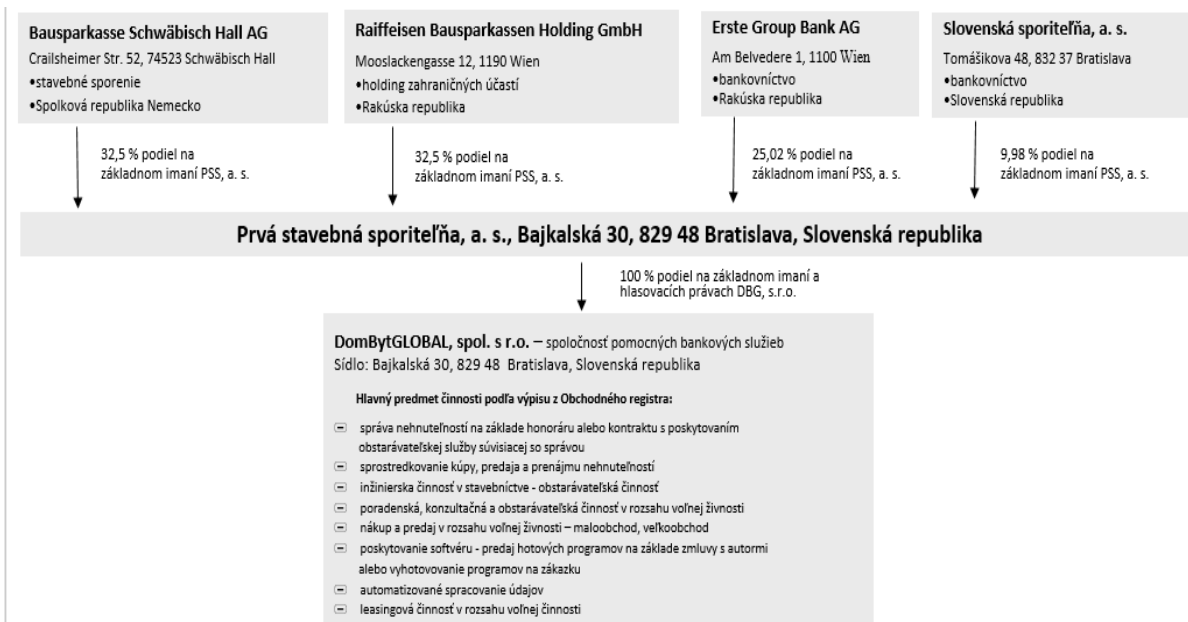 Bausparkasse Schwäbisch Hall AG
Crailsheimer Str. 52, 74523 Schwäbisch Hall
•stavebné sporenie
•Spolková republika Nemecko
Raiffeisen Bausparkassen Holding GmbH
Mooslackengasse 12, 1190 Wien
•holding zahraničných účastí
•Rakúska republika
Erste Group Bank AG
Am Belvedere 1, 1100 Wien
•bankovníctvo
•Rakúska republika
Slovenská sporiteľňa, a. s.
Tomášikova 48, 832 37 Bratislava
•bankovníctvo
•Slovenská republika
32,5 % podiel na
základnom imaní PSS, a. s.
32,5 % podiel na
základnom imaní PSS, a. s.
25,02 % podiel na
základnom imaní PSS, a. s.
9,98 % podiel na
základnom imaní PSS, a. s.
Prvá stavebná sporiteľňa, a. s., Bajkalská 30, 829 48 Bratislava, Slovenská republika
100 % podiel na základnom imaní a
hlasovacích právach DBG, s.r.o.
DomBytGLOBAL, spol. s r.o. – spoločnosť pomocných bankových služieb
Sídlo: Bajkalská 30, 829 48 Bratislava, Slovenská republika
Hlavný predmet činnosti podľa výpisu z Obchodného registra:
správa nehnuteľností na základe honoráru alebo kontraktu s poskytovaním
obstarávateľskej služby súvisiacej so správou
sprostredkovanie kúpy, predaja a prenájmu nehnuteľností
inžinierska činnosť v stavebníctve - obstarávateľská činnosť
poradenská, konzultačná a obstarávateľská činnosť v rozsahu voľnej živnosti
nákup a predaj v rozsahu voľnej živnosti – maloobchod, veľkoobchod
poskytovanie softvéru - predaj hotových programov na základe zmluvy s autormi
alebo vyhotovovanie programov na zákazku
automatizované spracovanie údajov
leasingová činnosť v rozsahu voľnej činnosti